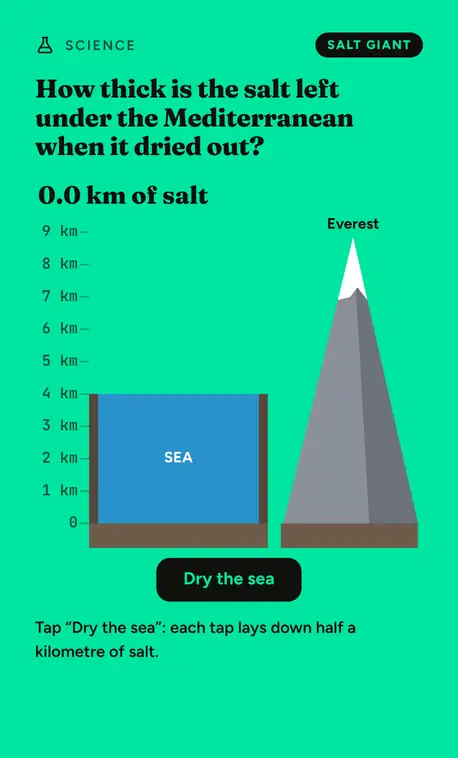 SCIENCE
SALT GIANT
How thick is the salt left
under the Mediterranean
when it dried out?
0.0 km of salt
Everest
9 km
8 km
7 km
6 km
5 km
4 km
3 km
2 km
1 km
0
SEA
Dry the sea
Tap “Dry the sea”: each tap lays down half a
kilometre of salt.